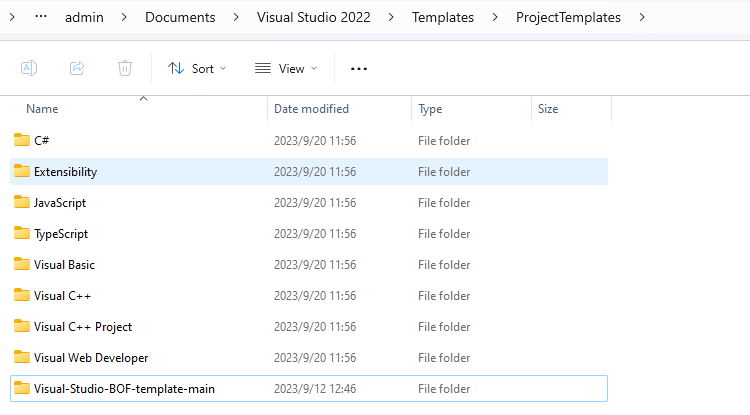 admin Documents Visual Studio 2022 Templates ProjectTemplates
Sort View
Name Date modified Type Size
C# 2023/9/20 11:56 File folder
Extensibility 2023/9/20 11:56 File folder
JavaScript 2023/9/20 11:56 File folder
TypeScript 2023/9/20 11:56 File folder
Visual Basic 2023/9/20 11:56 File folder
Visual C++ 2023/9/20 11:56 File folder
Visual C++ Project 2023/9/20 11:56 File folder
Visual Web Developer 2023/9/20 11:56 File folder
Visual-Studio-BOF-template-main 2023/9/12 12:46 File folder